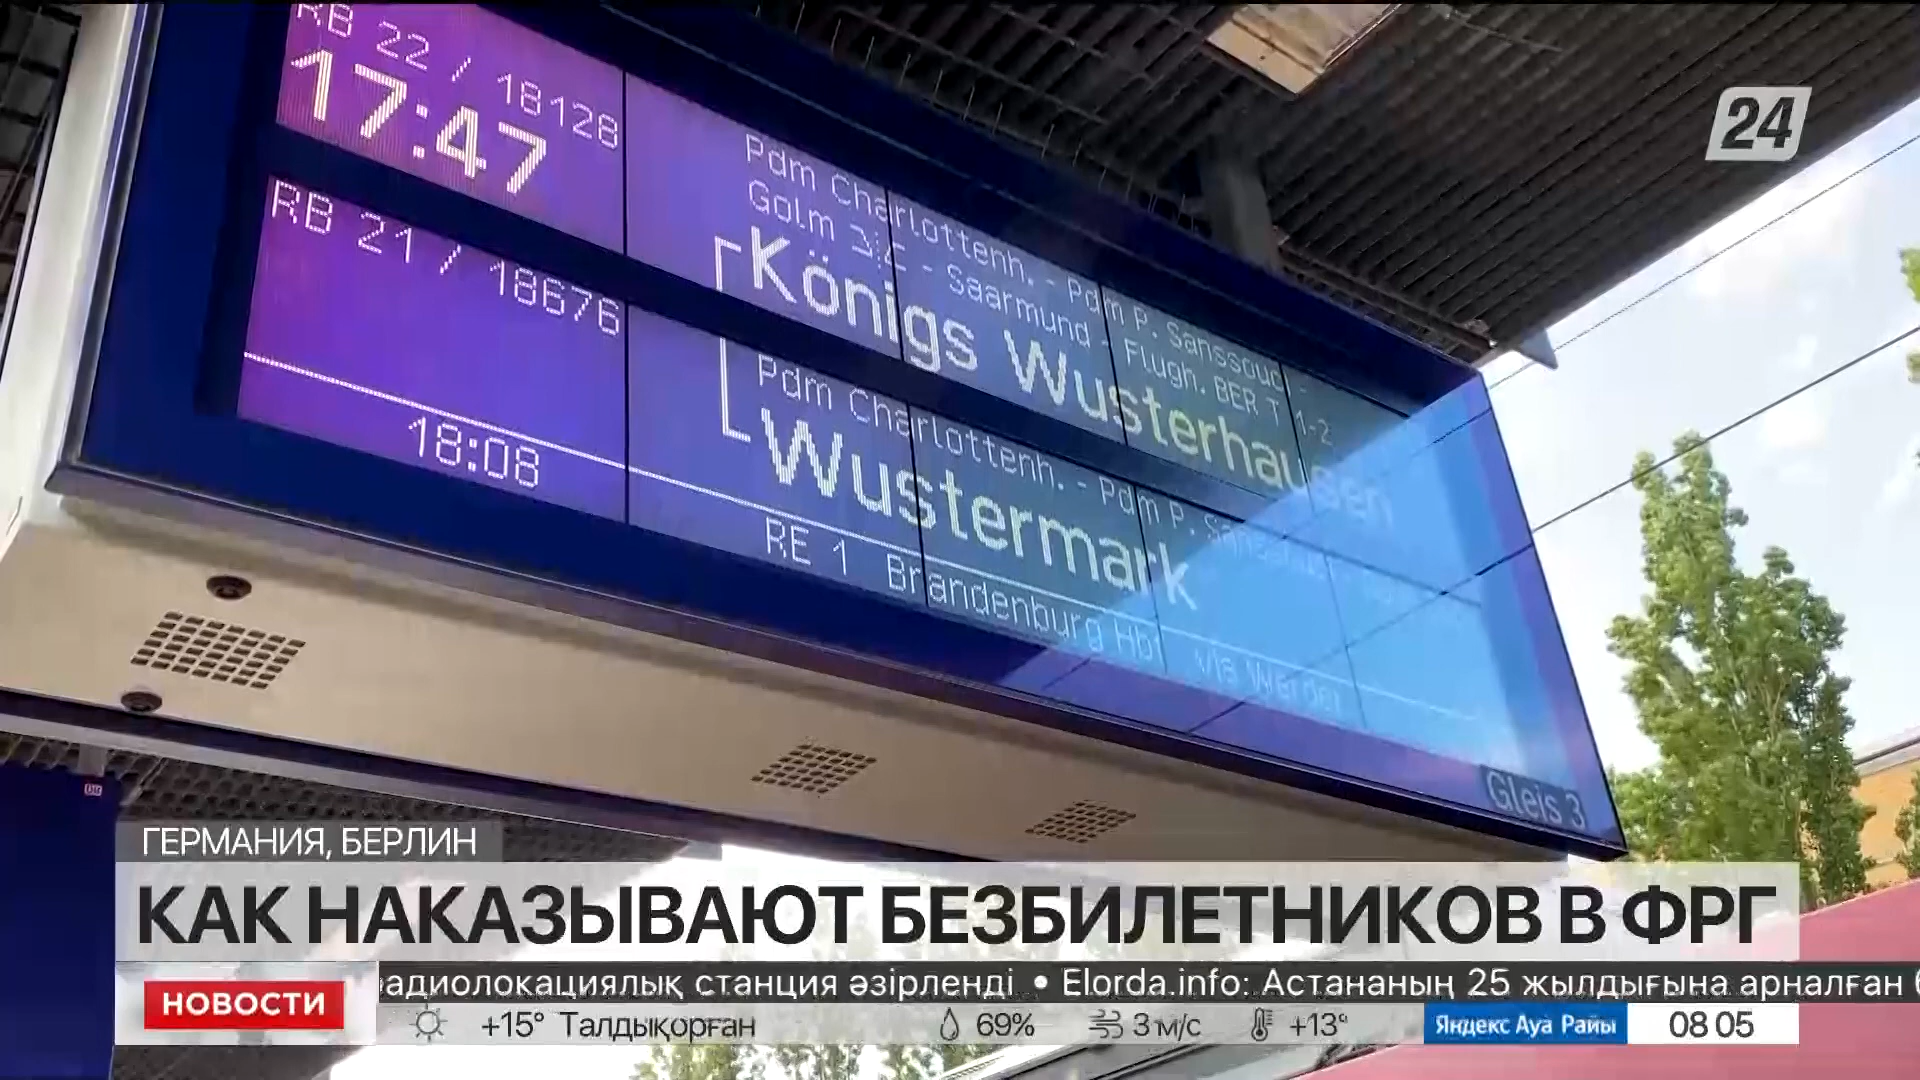 24
RB 22 / 18128
17:47
Pdm Charlottenh. - Pdm P. Sanssouci -
Golm - Saarmund - Flugh. BER T 1-2
Königs Wusterhausen
RB 21 / 18676
Pdm Charlottenh. - Pdm P.
Wustermark
18:08
RE 1 Brandenburg Hbf via Werder
Gleis 3
ГЕРМАНИЯ, БЕРЛИН
КАК НАКАЗЫВАЮТ БЕЗБИЛЕТНИКОВ В ФРГ
НОВОСТИ
адиолокациялық станция әзірленді • Elorda.info: Астананың 25 жылдығына арналған
+15° Талдықорған 69% 3 м/с +13° Яндекс Ауа Райы 08 05